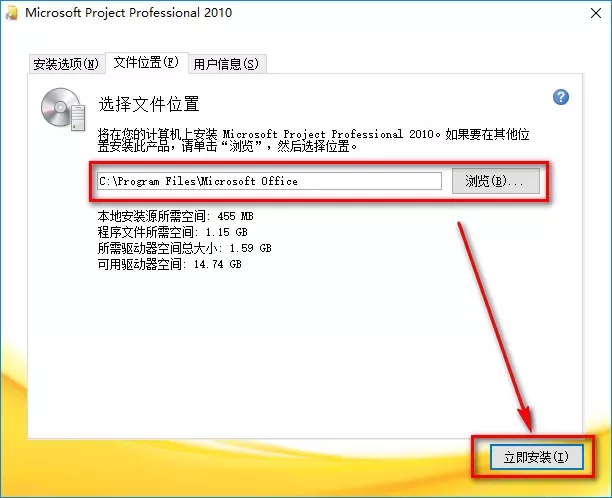 Microsoft Project Professional 2010
安装选项(N) 文件位置(F) 用户信息(S)
选择文件位置
将在您的计算机上安装 Microsoft Project Professional 2010。如果要在其他位
置安装此产品，请单击“浏览”，然后选择位置。
C:\Program Files\Microsoft Office 浏览(B)...
本地安装源所需空间: 455 MB
程序文件所需空间: 1.15 GB
所需驱动器空间总大小: 1.59 GB
可用驱动器空间: 14.74 GB
立即安装(I)